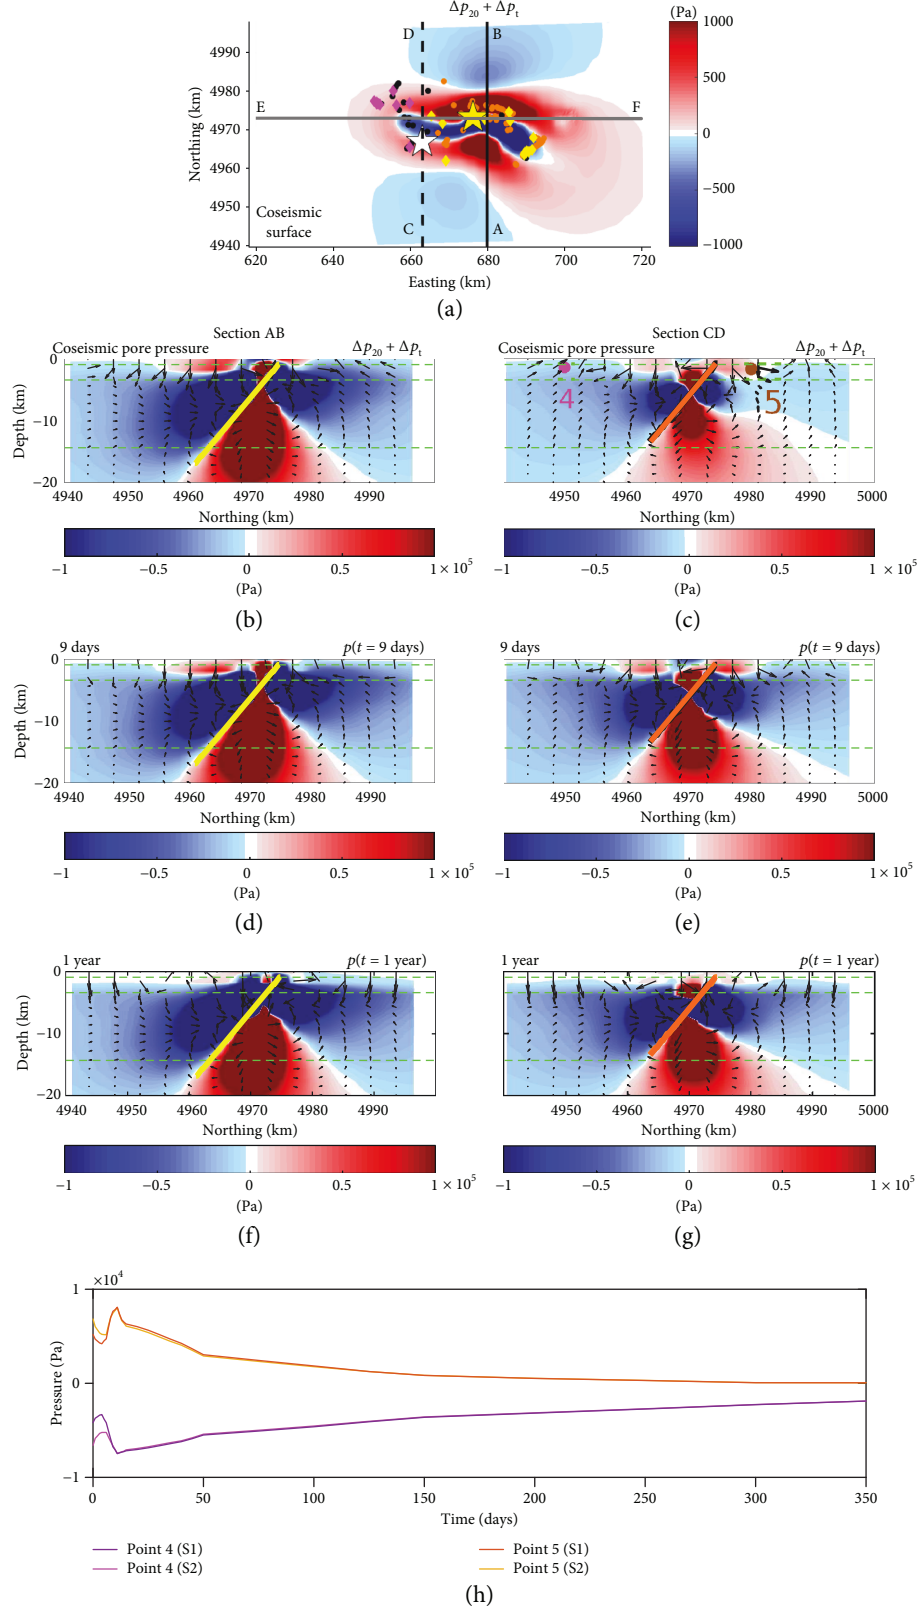 Δp20 + Δpt
(Pa)
Northing (km)
4990
4980
4970
4960
4950
4940
D
B
E
F
C
A
Coseismic
surface
620
640
660
680
700
720
Easting (km)
1000
500
0
−500
−1000
(a)
Section AB
Coseismic pore pressure
Δp20 + Δpt
Depth (km)
0
−10
−20
4940 4950 4960 4970 4980 4990
Northing (km)
−1 −0.5 0 0.5 1 × 10^5
(Pa)
(b)
Section CD
Coseismic pore pressure
Δp20 + Δpt
4
5
4950 4960 4970 4980 4990 5000
Northing (km)
−1 −0.5 0 0.5 1 × 10^5
(Pa)
(c)
9 days
p(t = 9 days)
Depth (km)
0
−10
−20
4940 4950 4960 4970 4980 4990
Northing (km)
−1 −0.5 0 0.5 1 × 10^5
(Pa)
(d)
9 days
p(t = 9 days)
4950 4960 4970 4980 4990 5000
Northing (km)
−1 −0.5 0 0.5 1 × 10^5
(Pa)
(e)
1 year
p(t = 1 year)
Depth (km)
0
−10
−20
4940 4950 4960 4970 4980 4990
Northing (km)
−1 −0.5 0 0.5 1 × 10^5
(Pa)
(f)
1 year
p(t = 1 year)
4950 4960 4970 4980 4990 5000
Northing (km)
−1 −0.5 0 0.5 1 × 10^5
(Pa)
(g)
×10^4
Pressure (Pa)
1
0
−1
0 50 100 150 200 250 300 350
Time (days)
Point 4 (S1)
Point 4 (S2)
Point 5 (S1)
Point 5 (S2)
(h)